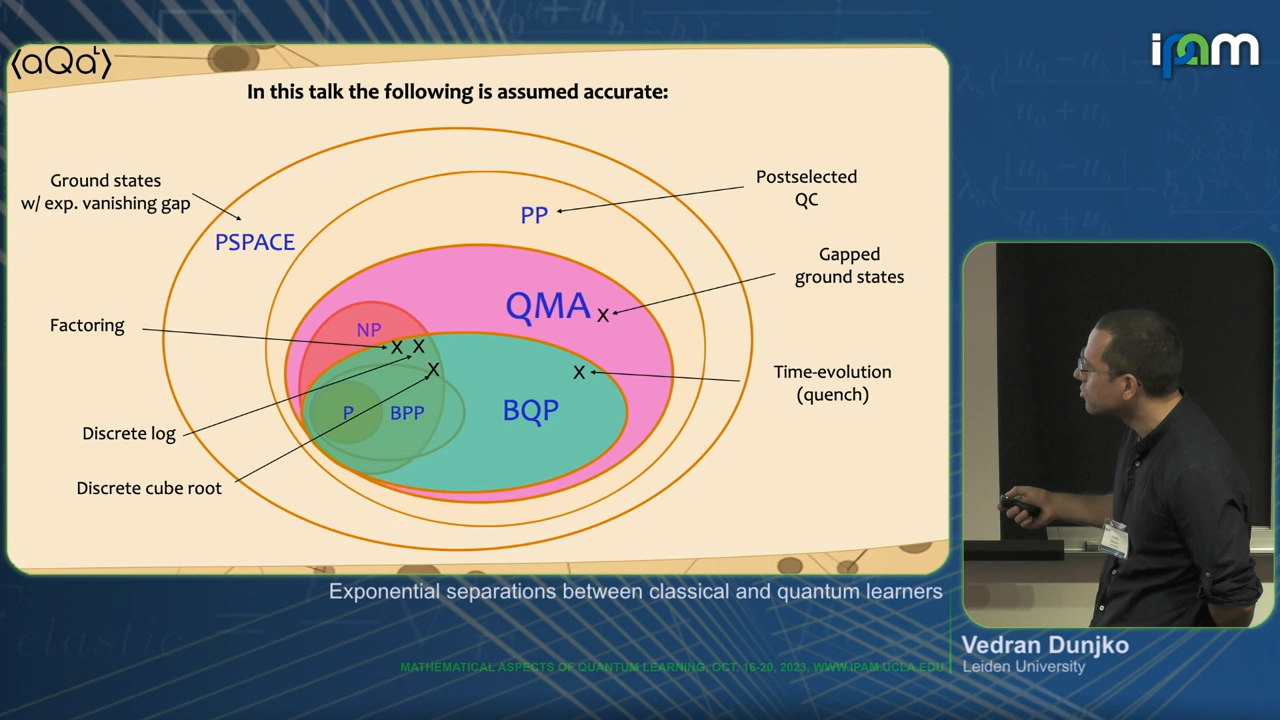 ⟨aQaᴸ⟩
ipam
In this talk the following is assumed accurate:
Ground states
w/ exp. vanishing gap
PSPACE
Postselected
QC
PP
Gapped
ground states
QMA
Factoring
NP
X X
X
X
X
Time-evolution
(quench)
P
BPP
BQP
Discrete log
Discrete cube root
Exponential separations between classical and quantum learners
Vedran Dunjko
Leiden University
MATHEMATICAL ASPECTS OF QUANTUM LEARNING, OCT. 16-20, 2023, WWW.IPAM.UCLA.EDU
elastic